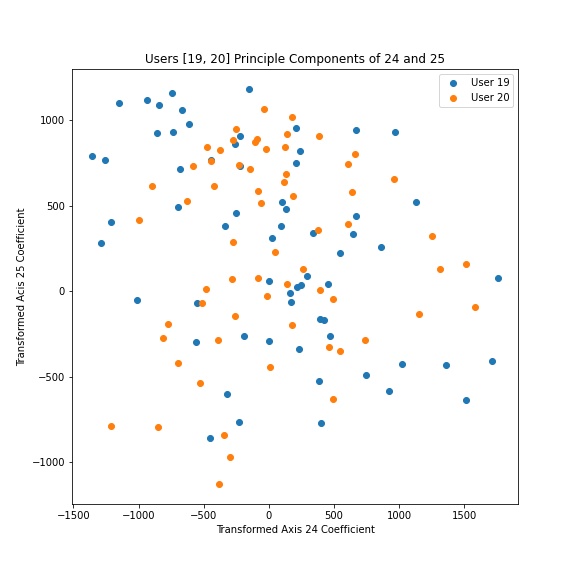 Users [19, 20] Principle Components of 24 and 25
User 19
User 20
Transformed Acis 25 Coefficient
1000
500
0
−500
−1000
−1500
−1000
−500
0
500
1000
1500
Transformed Axis 24 Coefficient